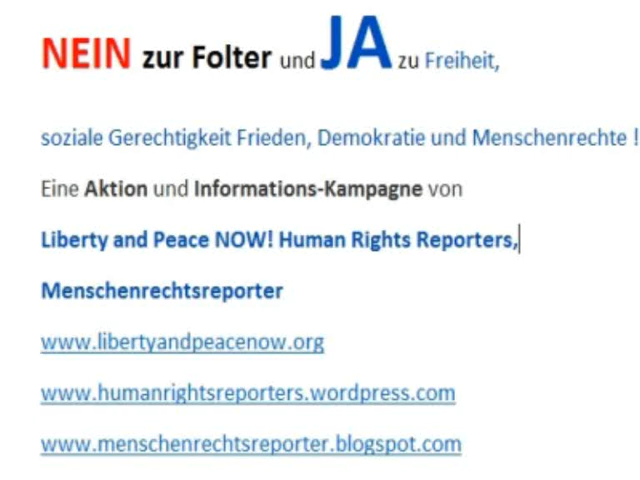 NEIN zur Folter und JA zu Freiheit,
soziale Gerechtigkeit Frieden, Demokratie und Menschenrechte !
Eine Aktion und Informations-Kampagne von
Liberty and Peace NOW! Human Rights Reporters,
Menschenrechtsreporter
www.libertyandpeacenow.org
www.humanrightsreporters.wordpress.com
www.menschenrechtsreporter.blogspot.com